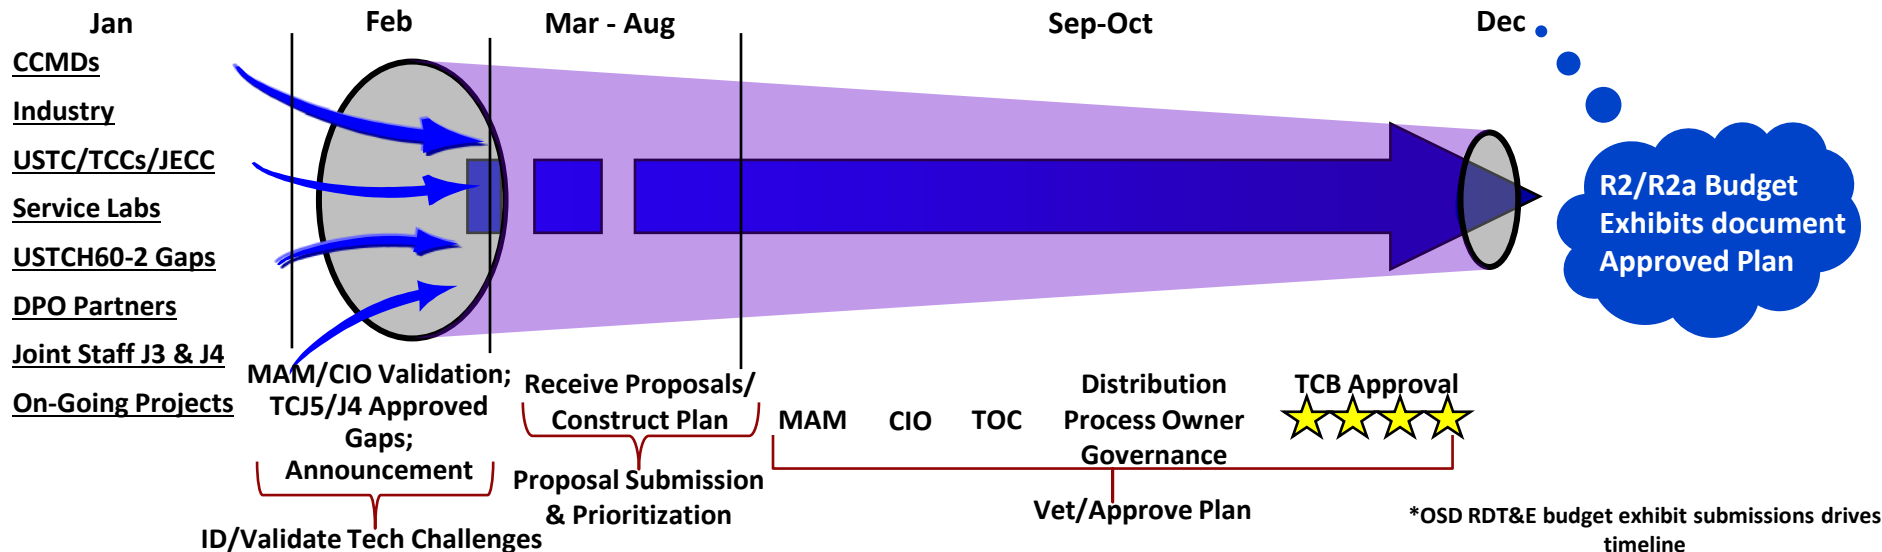 Jan
Feb
Mar - Aug
Sep-Oct
Dec
CCMDs
Industry
USTC/TCCs/JECC
Service Labs
USTCH60-2 Gaps
DPO Partners
Joint Staff J3 & J4
On-Going Projects
R2/R2a Budget
Exhibits document
Approved Plan
MAM/CIO Validation;
TCJ5/J4 Approved
Gaps;
Announcement
ID/Validate Tech Challenges
Receive Proposals/
Construct Plan
Proposal Submission
& Prioritization
MAM
CIO
TOC
Distribution
Process Owner
Governance
TCB Approval
Vet/Approve Plan
*OSD RDT&E budget exhibit submissions drives
timeline